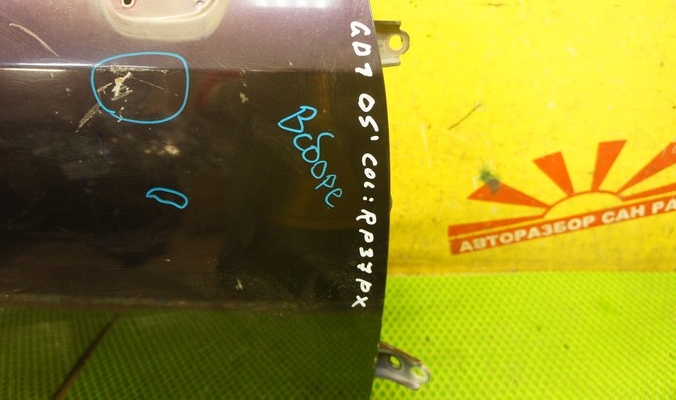 GD1 05' COL: RP37PX
В сборе
АВТОРАЗБОР САН РА